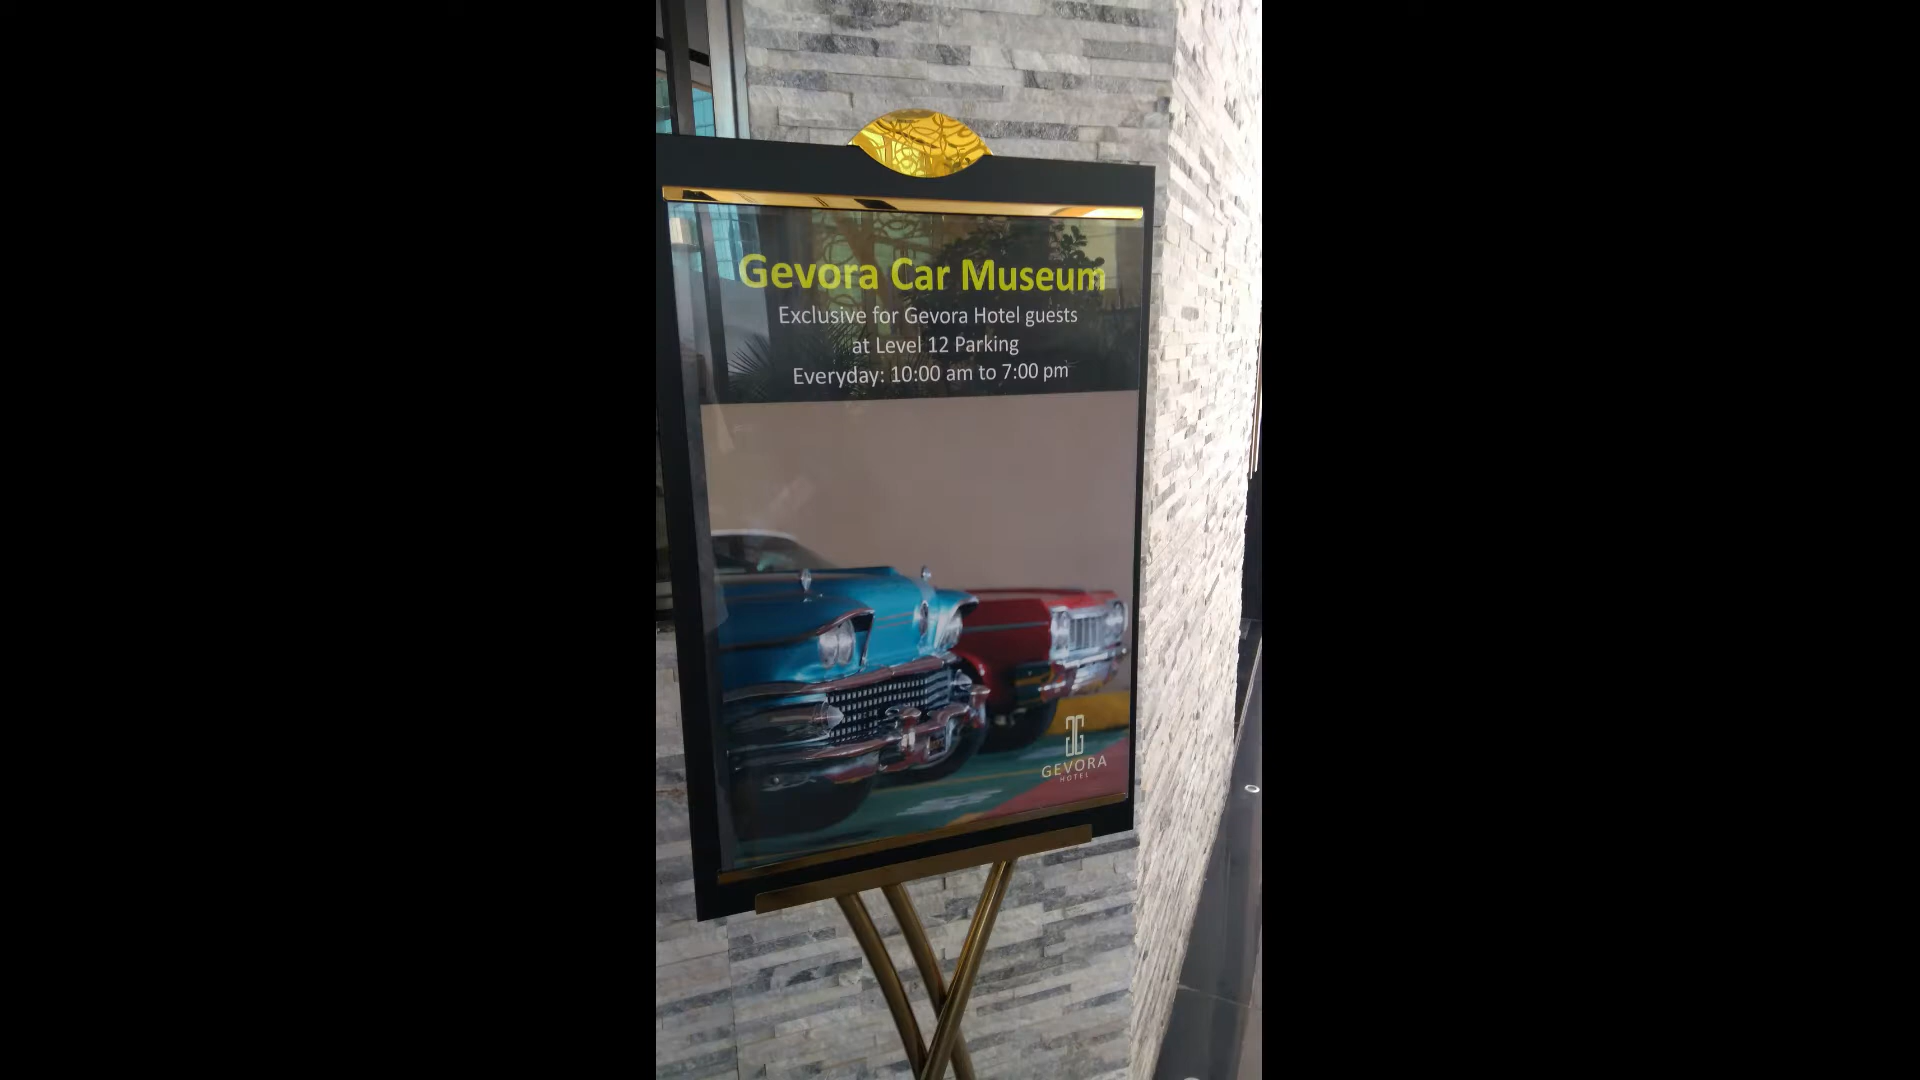 Gevora Car Museum
Exclusive for Gevora Hotel guests
at Level 12 Parking
Everyday: 10:00 am to 7:00 pm
GEVORA
HOTEL